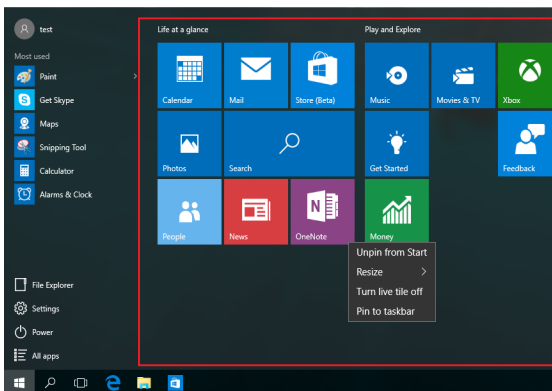 test
Most used
Paint
Get Skype
Maps
Snipping Tool
Calculator
Alarms & Clock
File Explorer
Settings
Power
All apps
Life at a glance
Play and Explore
Calendar
Mail
Store (Beta)
Music
Movies & TV
Xbox
Photos
Search
Get Started
Feedback
People
News
OneNote
Money
Unpin from Start
Resize
Turn live tile off
Pin to taskbar